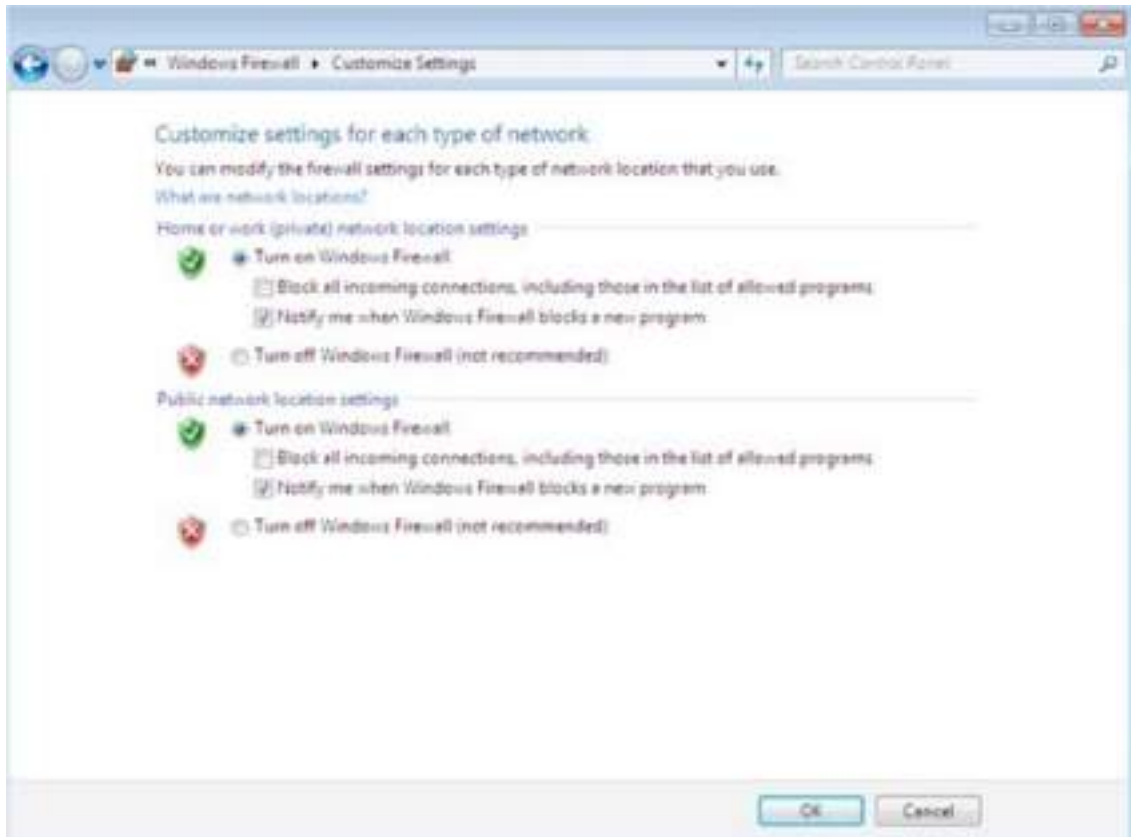 Windows Firewall ▸ Customize Settings
Search Control Panel
Customize settings for each type of network
You can modify the firewall settings for each type of network location that you use.
What are network locations?
Home or work (private) network location settings
Turn on Windows Firewall
Block all incoming connections, including those in the list of allowed programs
Notify me when Windows Firewall blocks a new program
Turn off Windows Firewall (not recommended)
Public network location settings
Turn on Windows Firewall
Block all incoming connections, including those in the list of allowed programs
Notify me when Windows Firewall blocks a new program
Turn off Windows Firewall (not recommended)
OK Cancel